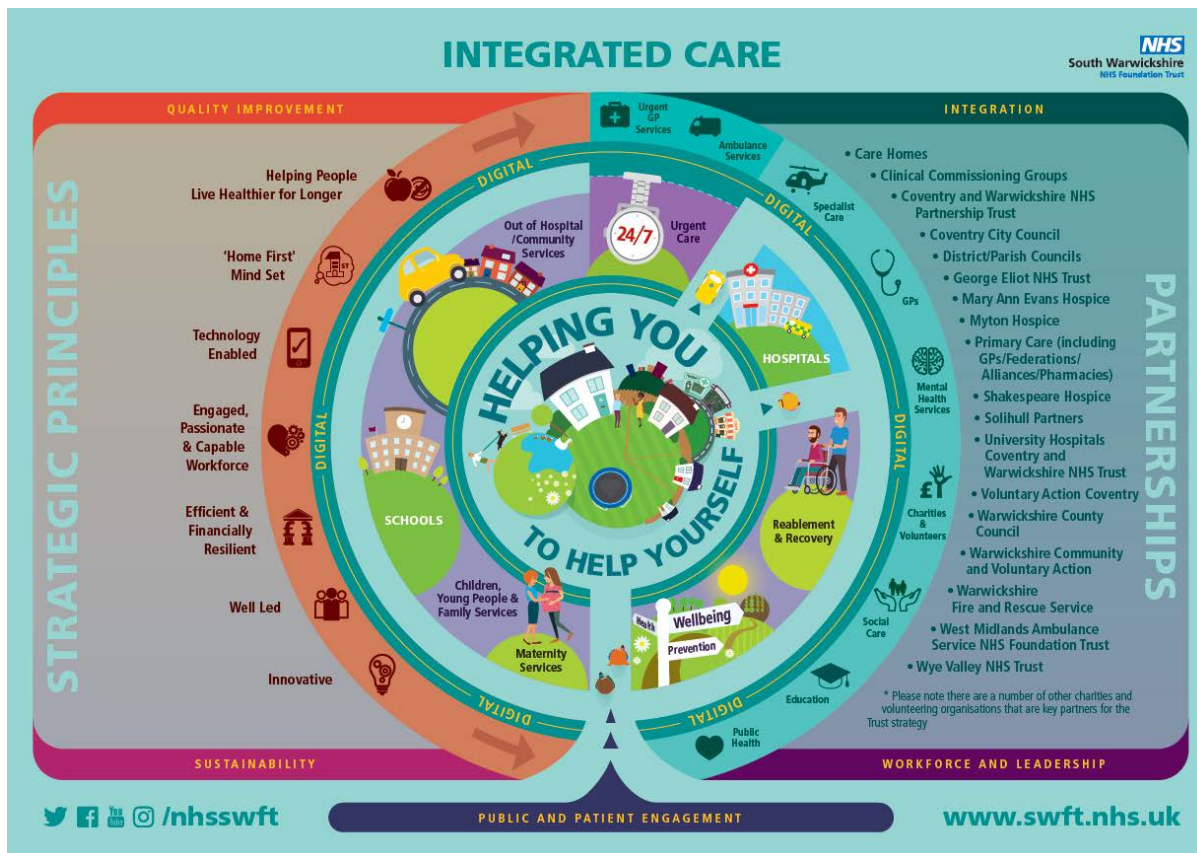 INTEGRATED CARE
NHS
South Warwickshire
NHS Foundation Trust
QUALITY IMPROVEMENT
INTEGRATION
STRATEGIC PRINCIPLES
Helping People
Live Healthier for Longer
'Home First'
Mind Set
1ST
Technology
Enabled
Engaged,
Passionate
& Capable
Workforce
Efficient &
Financially
Resilient
Well Led
Innovative
DIGITAL
DIGITAL
DIGITAL
DIGITAL
DIGITAL
DIGITAL
Urgent
GP
Services
Ambulance
Services
Specialist
Care
GPs
Mental
Health
Services
£
Charities
&
Volunteers
Social
Care
Education
Public
Health
Out of Hospital
/Community
Services
24/7
Urgent
Care
HOSPITALS
Reablement
& Recovery
Health
Wellbeing
Prevention
Maternity
Services
Children,
Young People &
Family Services
SCHOOLS
HELPING YOU
TO HELP YOURSELF
• Care Homes
• Clinical Commissioning Groups
• Coventry and Warwickshire NHS
Partnership Trust
• Coventry City Council
• District/Parish Councils
• George Eliot NHS Trust
• Mary Ann Evans Hospice
• Myton Hospice
• Primary Care (including
GPs/Federations/
Alliances/Pharmacies)
• Shakespeare Hospice
• Solihull Partners
• University Hospitals
Coventry and
Warwickshire NHS Trust
• Voluntary Action Coventry
• Warwickshire County
Council
• Warwickshire Community
and Voluntary Action
• Warwickshire
Fire and Rescue Service
• West Midlands Ambulance
Service NHS Foundation Trust
• Wye Valley NHS Trust
* Please note there are a number of other charities and
volunteering organisations that are key partners for the
Trust strategy
PARTNERSHIPS
SUSTAINABILITY
WORKFORCE AND LEADERSHIP
You
Tube
/nhsswft
PUBLIC AND PATIENT ENGAGEMENT
www.swft.nhs.uk